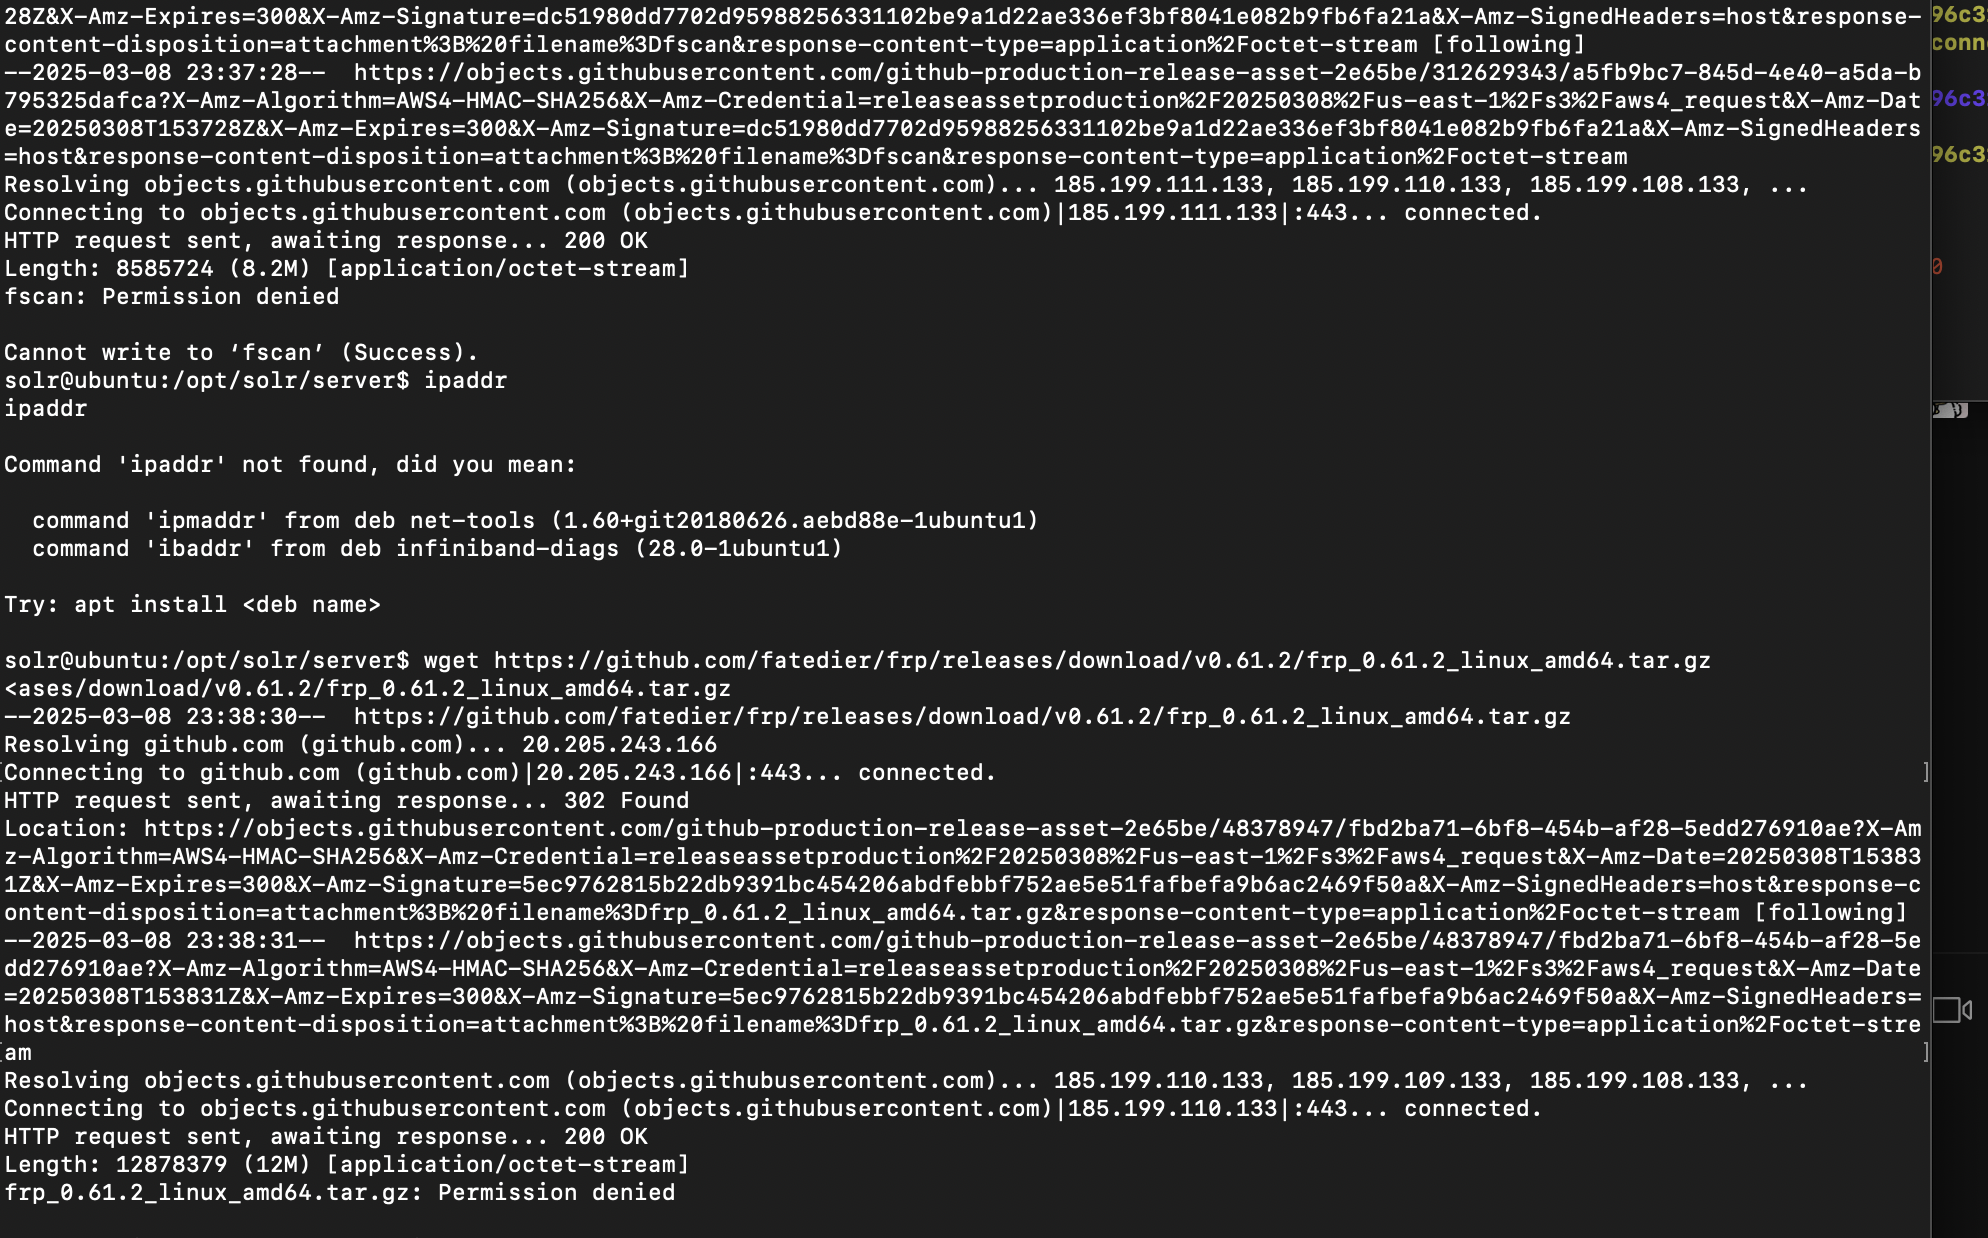 28Z&X-Amz-Expires=300&X-Amz-Signature=dc51980dd7702d95988256331102be9a1d22ae336ef3bf8041e082b9fb6fa21a&X-Amz-SignedHeaders=host&response-
content-disposition=attachment%3B%20filename%3Dfscan&response-content-type=application%2Foctet-stream [following]
--2025-03-08 23:37:28--  https://objects.githubusercontent.com/github-production-release-asset-2e65be/312629343/a5fb9bc7-845d-4e40-a5da-b
795325dafca?X-Amz-Algorithm=AWS4-HMAC-SHA256&X-Amz-Credential=releaseassetproduction%2F20250308%2Fus-east-1%2Fs3%2Faws4_request&X-Amz-Dat
e=20250308T153728Z&X-Amz-Expires=300&X-Amz-Signature=dc51980dd7702d95988256331102be9a1d22ae336ef3bf8041e082b9fb6fa21a&X-Amz-SignedHeaders
=host&response-content-disposition=attachment%3B%20filename%3Dfscan&response-content-type=application%2Foctet-stream
Resolving objects.githubusercontent.com (objects.githubusercontent.com)... 185.199.111.133, 185.199.110.133, 185.199.108.133, ...
Connecting to objects.githubusercontent.com (objects.githubusercontent.com)|185.199.111.133|:443... connected.
HTTP request sent, awaiting response... 200 OK
Length: 8585724 (8.2M) [application/octet-stream]
fscan: Permission denied

Cannot write to ‘fscan’ (Success).
solr@ubuntu:/opt/solr/server$ ipaddr
ipaddr

Command 'ipaddr' not found, did you mean:

  command 'ipmaddr' from deb net-tools (1.60+git20180626.aebd88e-1ubuntu1)
  command 'ibaddr' from deb infiniband-diags (28.0-1ubuntu1)

Try: apt install <deb name>

solr@ubuntu:/opt/solr/server$ wget https://github.com/fatedier/frp/releases/download/v0.61.2/frp_0.61.2_linux_amd64.tar.gz
<ases/download/v0.61.2/frp_0.61.2_linux_amd64.tar.gz
--2025-03-08 23:38:30--  https://github.com/fatedier/frp/releases/download/v0.61.2/frp_0.61.2_linux_amd64.tar.gz
Resolving github.com (github.com)... 20.205.243.166
Connecting to github.com (github.com)|20.205.243.166|:443... connected.
HTTP request sent, awaiting response... 302 Found
Location: https://objects.githubusercontent.com/github-production-release-asset-2e65be/48378947/fbd2ba71-6bf8-454b-af28-5edd276910ae?X-Am
z-Algorithm=AWS4-HMAC-SHA256&X-Amz-Credential=releaseassetproduction%2F20250308%2Fus-east-1%2Fs3%2Faws4_request&X-Amz-Date=20250308T15383
1Z&X-Amz-Expires=300&X-Amz-Signature=5ec9762815b22db9391bc454206abdfebbf752ae5e51fafbefa9b6ac2469f50a&X-Amz-SignedHeaders=host&response-c
ontent-disposition=attachment%3B%20filename%3Dfrp_0.61.2_linux_amd64.tar.gz&response-content-type=application%2Foctet-stream [following]
--2025-03-08 23:38:31--  https://objects.githubusercontent.com/github-production-release-asset-2e65be/48378947/fbd2ba71-6bf8-454b-af28-5e
dd276910ae?X-Amz-Algorithm=AWS4-HMAC-SHA256&X-Amz-Credential=releaseassetproduction%2F20250308%2Fus-east-1%2Fs3%2Faws4_request&X-Amz-Date
=20250308T153831Z&X-Amz-Expires=300&X-Amz-Signature=5ec9762815b22db9391bc454206abdfebbf752ae5e51fafbefa9b6ac2469f50a&X-Amz-SignedHeaders=
host&response-content-disposition=attachment%3B%20filename%3Dfrp_0.61.2_linux_amd64.tar.gz&response-content-type=application%2Foctet-stre
am
Resolving objects.githubusercontent.com (objects.githubusercontent.com)... 185.199.110.133, 185.199.109.133, 185.199.108.133, ...
Connecting to objects.githubusercontent.com (objects.githubusercontent.com)|185.199.110.133|:443... connected.
HTTP request sent, awaiting response... 200 OK
Length: 12878379 (12M) [application/octet-stream]
frp_0.61.2_linux_amd64.tar.gz: Permission denied
96c3
conn
96c3
96c3
0